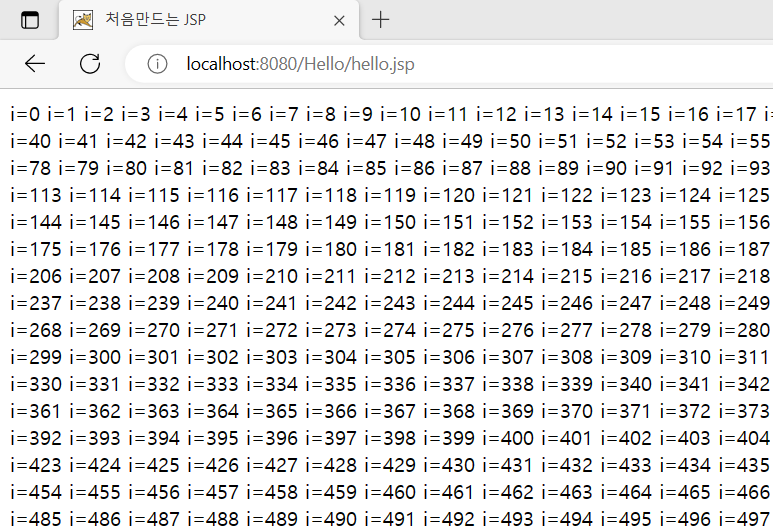 처음만드는 JSP
localhost:8080/Hello/hello.jsp
i=0 i=1 i=2 i=3 i=4 i=5 i=6 i=7 i=8 i=9 i=10 i=11 i=12 i=13 i=14 i=15 i=16 i=17 i=
i=40 i=41 i=42 i=43 i=44 i=45 i=46 i=47 i=48 i=49 i=50 i=51 i=52 i=53 i=54 i=55
i=78 i=79 i=80 i=81 i=82 i=83 i=84 i=85 i=86 i=87 i=88 i=89 i=90 i=91 i=92 i=93
i=113 i=114 i=115 i=116 i=117 i=118 i=119 i=120 i=121 i=122 i=123 i=124 i=125
i=144 i=145 i=146 i=147 i=148 i=149 i=150 i=151 i=152 i=153 i=154 i=155 i=156
i=175 i=176 i=177 i=178 i=179 i=180 i=181 i=182 i=183 i=184 i=185 i=186 i=187
i=206 i=207 i=208 i=209 i=210 i=211 i=212 i=213 i=214 i=215 i=216 i=217 i=218
i=237 i=238 i=239 i=240 i=241 i=242 i=243 i=244 i=245 i=246 i=247 i=248 i=249
i=268 i=269 i=270 i=271 i=272 i=273 i=274 i=275 i=276 i=277 i=278 i=279 i=280
i=299 i=300 i=301 i=302 i=303 i=304 i=305 i=306 i=307 i=308 i=309 i=310 i=311
i=330 i=331 i=332 i=333 i=334 i=335 i=336 i=337 i=338 i=339 i=340 i=341 i=342
i=361 i=362 i=363 i=364 i=365 i=366 i=367 i=368 i=369 i=370 i=371 i=372 i=373
i=392 i=393 i=394 i=395 i=396 i=397 i=398 i=399 i=400 i=401 i=402 i=403 i=404
i=423 i=424 i=425 i=426 i=427 i=428 i=429 i=430 i=431 i=432 i=433 i=434 i=435
i=454 i=455 i=456 i=457 i=458 i=459 i=460 i=461 i=462 i=463 i=464 i=465 i=466
i=485 i=486 i=487 i=488 i=489 i=490 i=491 i=492 i=493 i=494 i=495 i=496 i=497